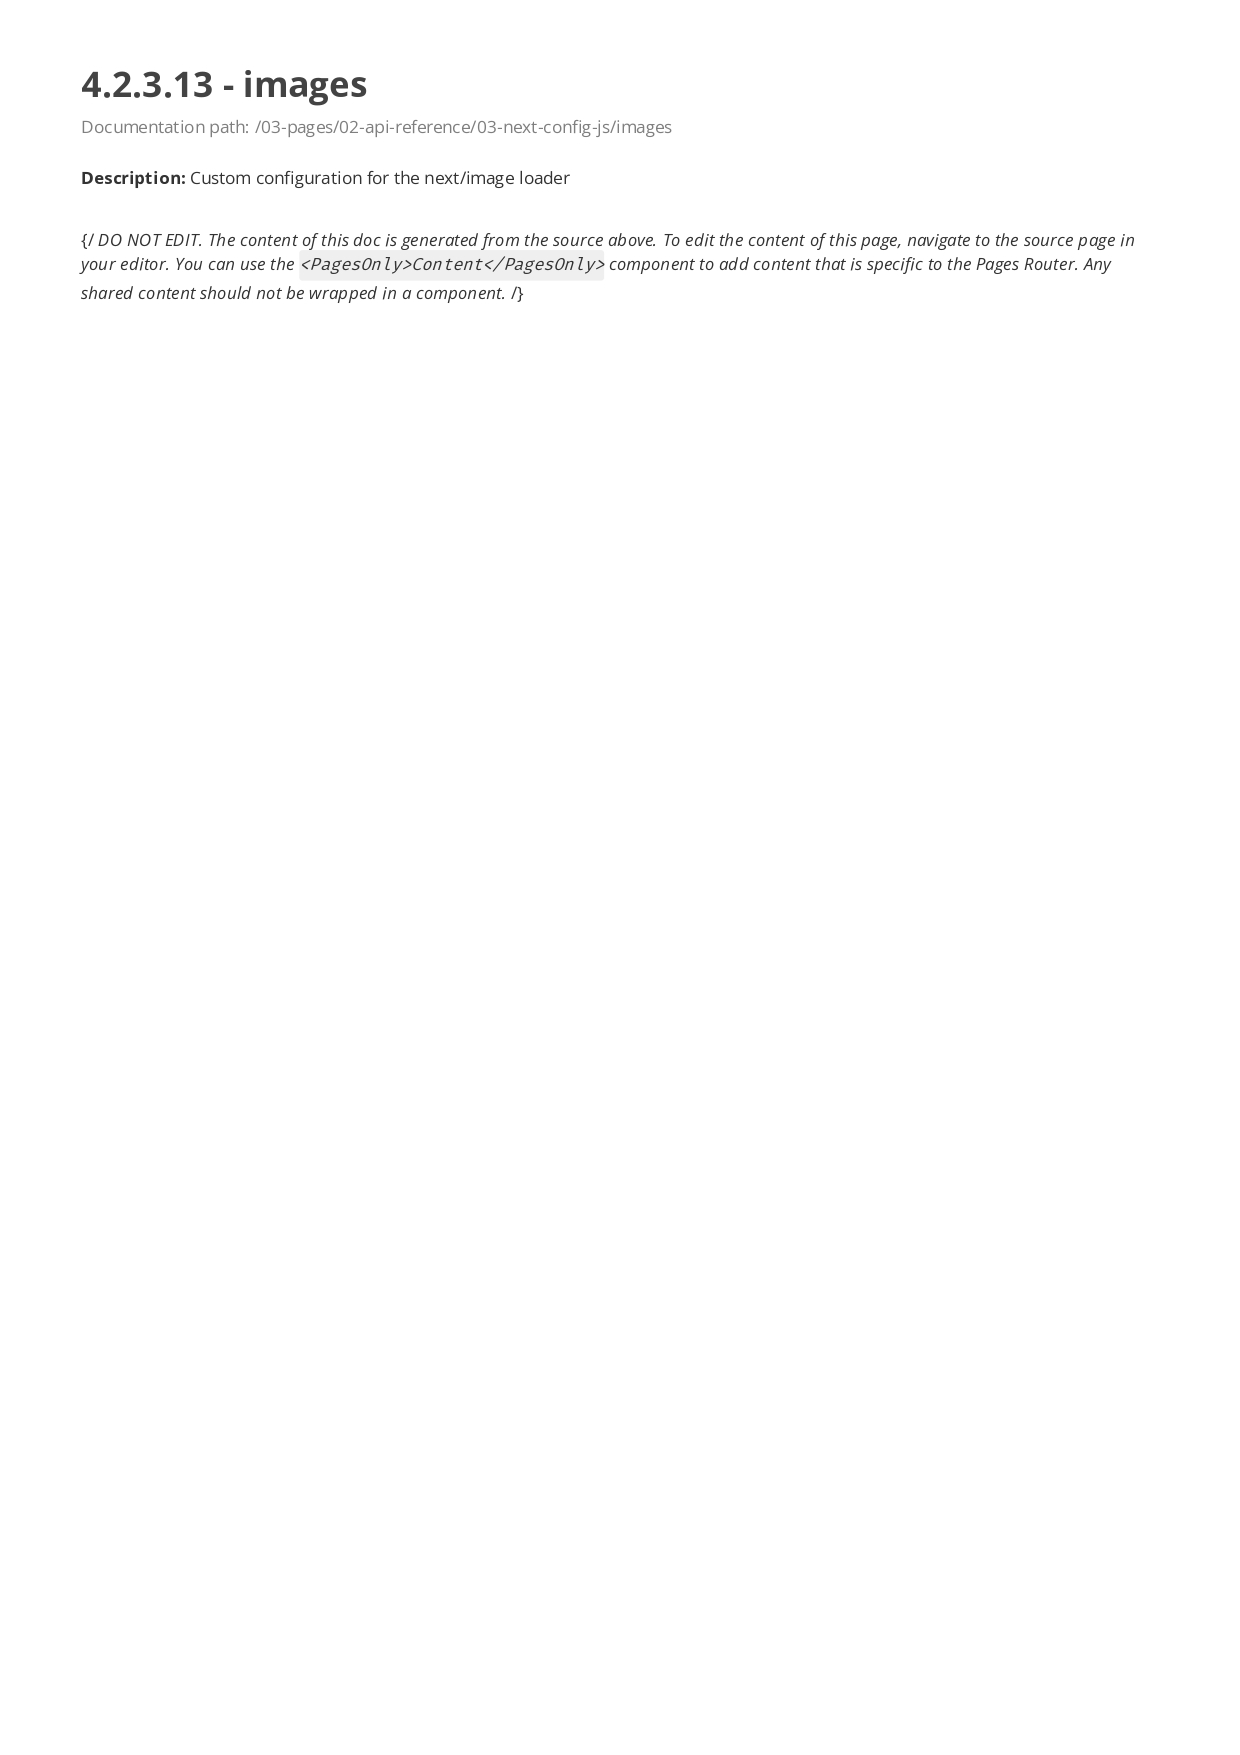 4.2.3.13 - images
Documentation path: /03-pages/02-api-reference/03-next-config-js/images
Description: Custom configuration for the next/image loader
{/ DO NOT EDIT. The content of this doc is generated from the source above. To edit the content of this page, navigate to the source page in
your editor. You can use the <PagesOnly>Content</PagesOnly> component to add content that is specific to the Pages Router. Any
shared content should not be wrapped in a component. /}